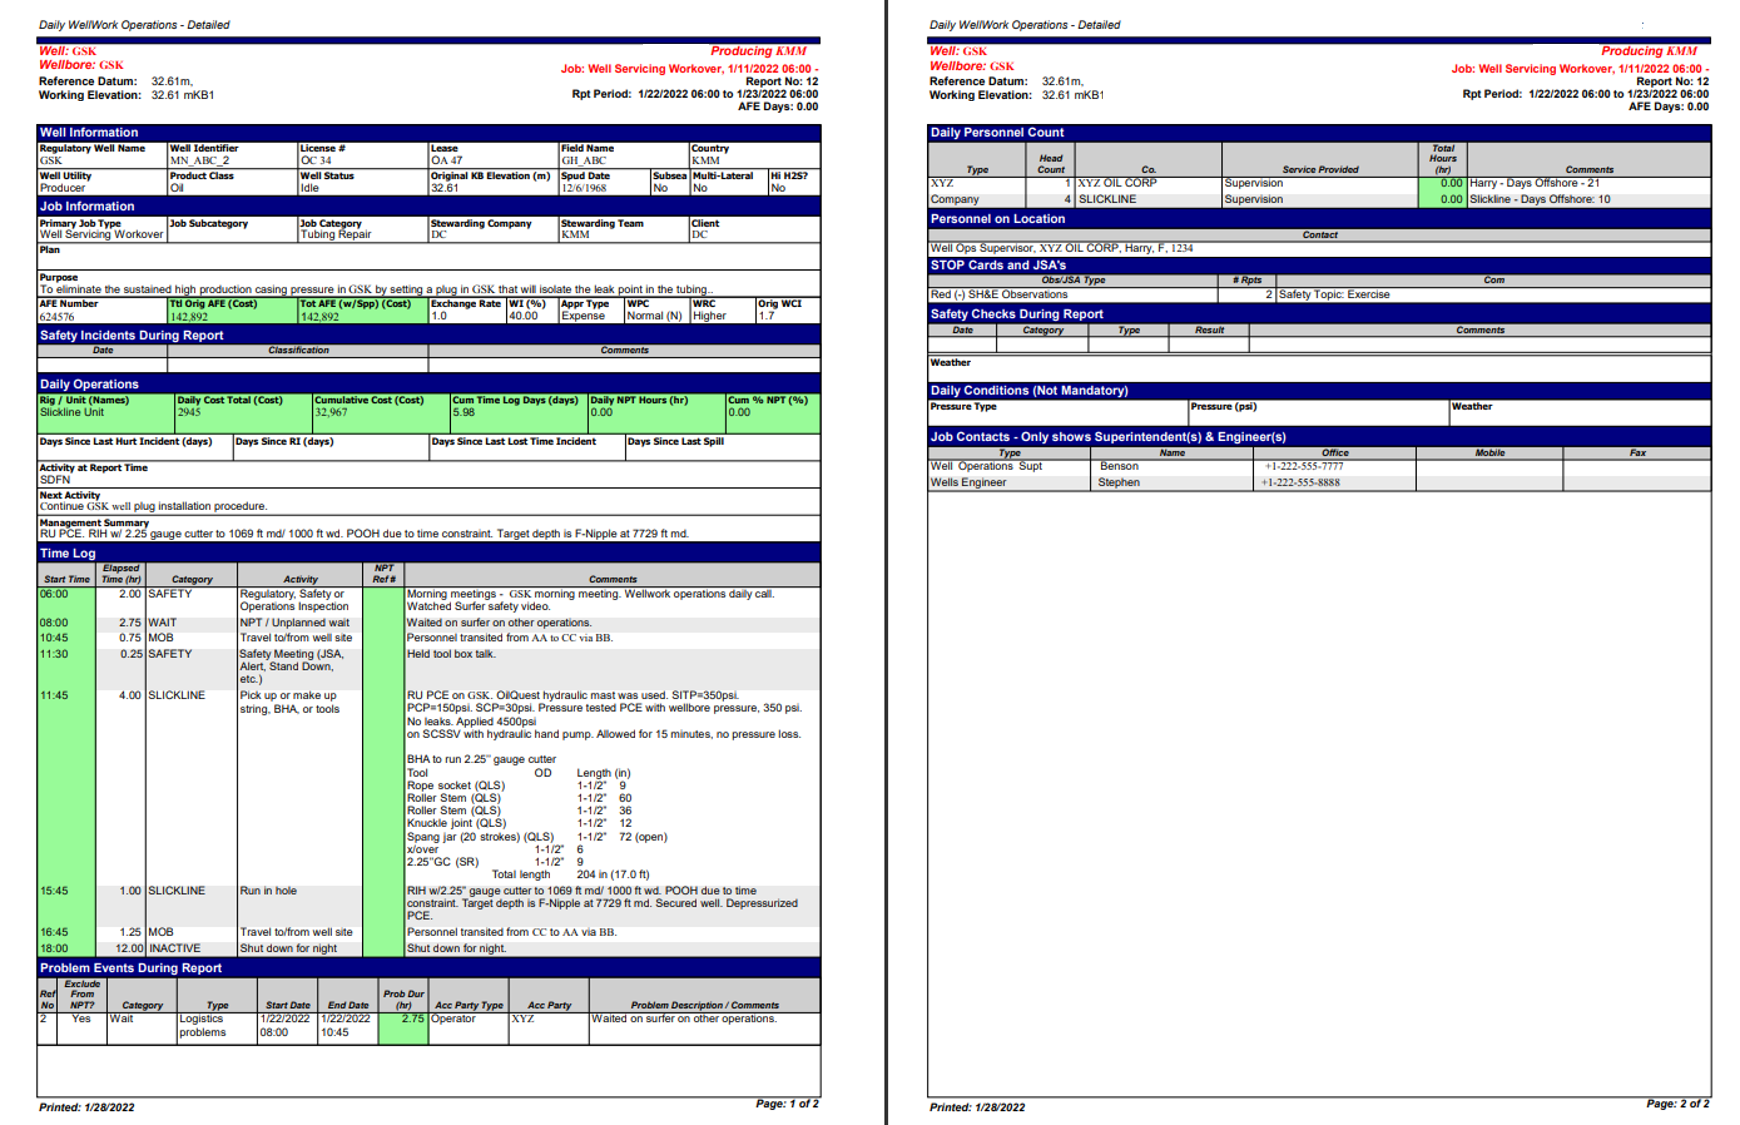 Daily WellWork Operations - Detailed
Well: GSK
Producing KMM
Wellbore: GSK
Job: Well Servicing Workover, 1/11/2022 06:00 -
Reference Datum: 32.61m,
Report No: 12
Working Elevation: 32.61 mKB1
Rpt Period: 1/22/2022 06:00 to 1/23/2022 06:00
AFE Days: 0.00
Well Information
Regulatory Well Name Well Identifier License # Lease Field Name Country
GSK MN_ABC_2 OC 34 OA 47 GH_ABC KMM
Well Utility Product Class Well Status Original KB Elevation (m) Spud Date Subsea Multi-Lateral Hi H2S?
Producer Oil Idle 32.61 12/6/1968 No No No
Job Information
Primary Job Type Job Subcategory Job Category Stewarding Company Stewarding Team Client
Well Servicing Workover Tubing Repair DC KMM DC
Plan
Purpose
To eliminate the sustained high production casing pressure in GSK by setting a plug in GSK that will isolate the leak point in the tubing..
AFE Number Ttl Orig AFE (Cost) Tot AFE (w/Spp) (Cost) Exchange Rate WI (%) Appr Type WPC WRC Orig WCI
624576 142,892 142,892 1.0 40.00 Expense Normal (N) Higher 1.7
Safety Incidents During Report
Date Classification Comments
Daily Operations
Rig / Unit (Names) Daily Cost Total (Cost) Cumulative Cost (Cost) Cum Time Log Days (days) Daily NPT Hours (hr) Cum % NPT (%)
Slickline Unit 2945 32,967 5.98 0.00 0.00
Days Since Last Hurt Incident (days) Days Since RI (days) Days Since Last Lost Time Incident Days Since Last Spill
Activity at Report Time
SDFN
Next Activity
Continue GSK well plug installation procedure.
Management Summary
RU PCE. RIH w/ 2.25 gauge cutter to 1069 ft md/ 1000 ft wd. POOH due to time constraint. Target depth is F-Nipple at 7729 ft md.
Time Log
Start Time Elapsed Time (hr) Category Activity NPT Ref # Comments
06:00 2.00 SAFETY Regulatory, Safety or Morning meetings - GSK morning meeting. Wellwork operations daily call.
Operations Inspection Watched Surfer safety video.
08:00 2.75 WAIT NPT / Unplanned wait Waited on surfer on other operations.
10:45 0.75 MOB Travel to/from well site Personnel transited from AA to CC via BB.
11:30 0.25 SAFETY Safety Meeting (JSA, Held tool box talk.
Alert, Stand Down,
etc.)
11:45 4.00 SLICKLINE Pick up or make up RU PCE on GSK. OilQuest hydraulic mast was used. SITP=350psi.
string, BHA, or tools PCP=150psi. SCP=30psi. Pressure tested PCE with wellbore pressure, 350 psi.
No leaks. Applied 4500psi
on SCSSV with hydraulic hand pump. Allowed for 15 minutes, no pressure loss.
BHA to run 2.25" gauge cutter
Tool OD Length (in)
Rope socket (QLS) 1-1/2" 9
Roller Stem (QLS) 1-1/2" 60
Roller Stem (QLS) 1-1/2" 36
Knuckle joint (QLS) 1-1/2" 12
Spang jar (20 strokes) (QLS) 1-1/2" 72 (open)
x/over 1-1/2" 6
2.25"GC (SR) 1-1/2" 9
Total length 204 in (17.0 ft)
15:45 1.00 SLICKLINE Run in hole RIH w/2.25" gauge cutter to 1069 ft md/ 1000 ft wd. POOH due to time
constraint. Target depth is F-Nipple at 7729 ft md. Secured well. Depressurized
PCE.
16:45 1.25 MOB Travel to/from well site Personnel transited from CC to AA via BB.
18:00 12.00 INACTIVE Shut down for night Shut down for night.
Problem Events During Report
Ref No Exclude From NPT? Category Type Start Date End Date Prob Dur (hr) Acc Party Type Acc Party Problem Description / Comments
2 Yes Wait Logistics 1/22/2022 1/22/2022 2.75 Operator XYZ Waited on surfer on other operations.
problems 08:00 10:45
Printed: 1/28/2022
Page: 1 of 2
Daily WellWork Operations - Detailed
Well: GSK
Producing KMM
Wellbore: GSK
Job: Well Servicing Workover, 1/11/2022 06:00 -
Reference Datum: 32.61m,
Report No: 12
Working Elevation: 32.61 mKB1
Rpt Period: 1/22/2022 06:00 to 1/23/2022 06:00
AFE Days: 0.00
Daily Personnel Count
Type Head Count Co. Service Provided Total Hours (hr) Comments
XYZ 1 XYZ OIL CORP Supervision 0.00 Harry - Days Offshore - 21
Company 4 SLICKLINE Supervision 0.00 Slickline - Days Offshore: 10
Personnel on Location
Contact
Well Ops Supervisor, XYZ OIL CORP, Harry, F, 1234
STOP Cards and JSA's
Obs/JSA Type # Rpts Com
Red (-) SH&E Observations 2 Safety Topic: Exercise
Safety Checks During Report
Date Category Type Result Comments
Weather
Daily Conditions (Not Mandatory)
Pressure Type Pressure (psi) Weather
Job Contacts - Only shows Superintendent(s) & Engineer(s)
Type Name Office Mobile Fax
Well Operations Supt Benson +1-222-555-7777
Wells Engineer Stephen +1-222-555-8888
Printed: 1/28/2022
Page: 2 of 2